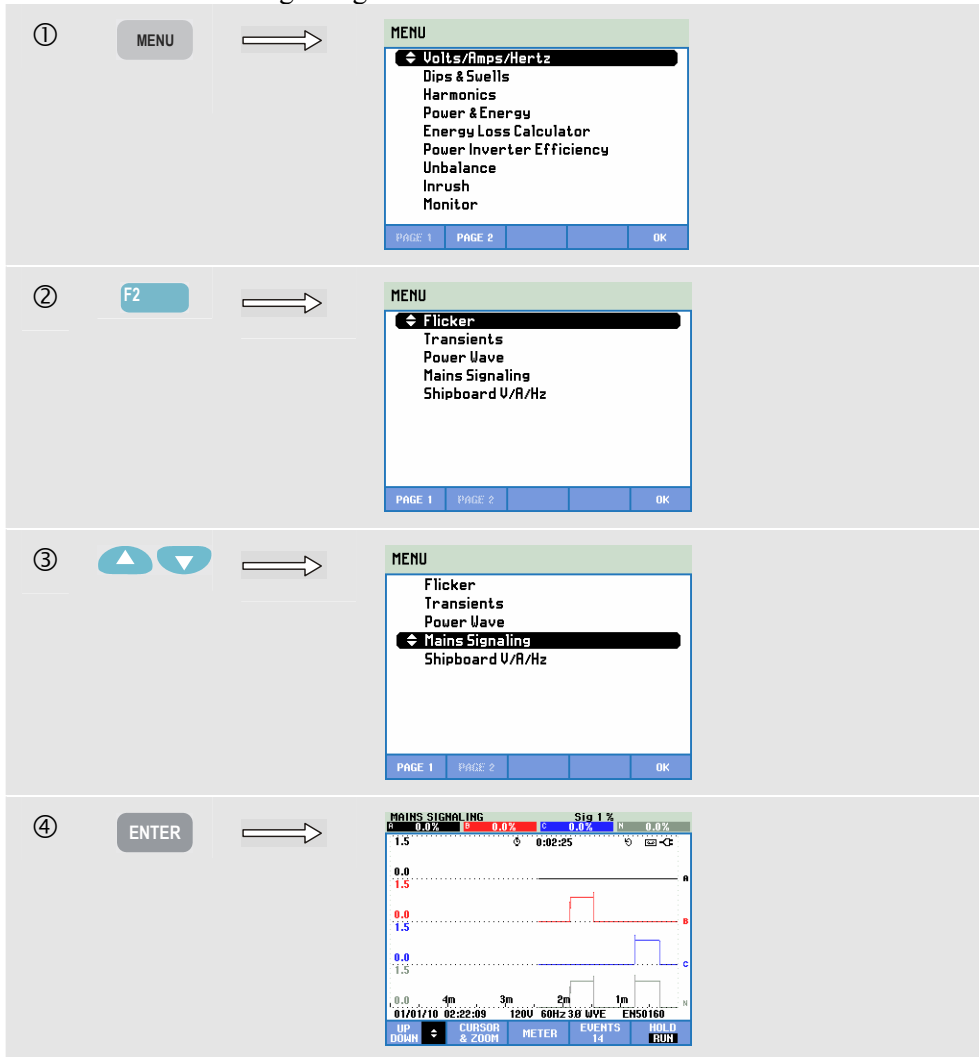 ①
MENU
MENU
Volts/Amps/Hertz
Dips & Swells
Harmonics
Power & Energy
Energy Loss Calculator
Power Inverter Efficiency
Unbalance
Inrush
Monitor
PAGE 1 PAGE 2 OK
②
F2
MENU
Flicker
Transients
Power Wave
Mains Signaling
Shipboard V/A/Hz
PAGE 1 PAGE 2 OK
③
MENU
Flicker
Transients
Power Wave
Mains Signaling
Shipboard V/A/Hz
PAGE 1 PAGE 2 OK
④
ENTER
MAINS SIGNALING Sig 1 %
A 0.0% B 0.0% C 0.0% N 0.0%
1.5 0:02:25
0.0 A
1.5
0.0 B
1.5
0.0 C
1.5
0.0 4m 3m 2m 1m N
01/01/10 02:22:09 120V 60Hz 3Ø WYE EN50160
UP DOWN CURSOR & ZOOM METER EVENTS 14 HOLD RUN